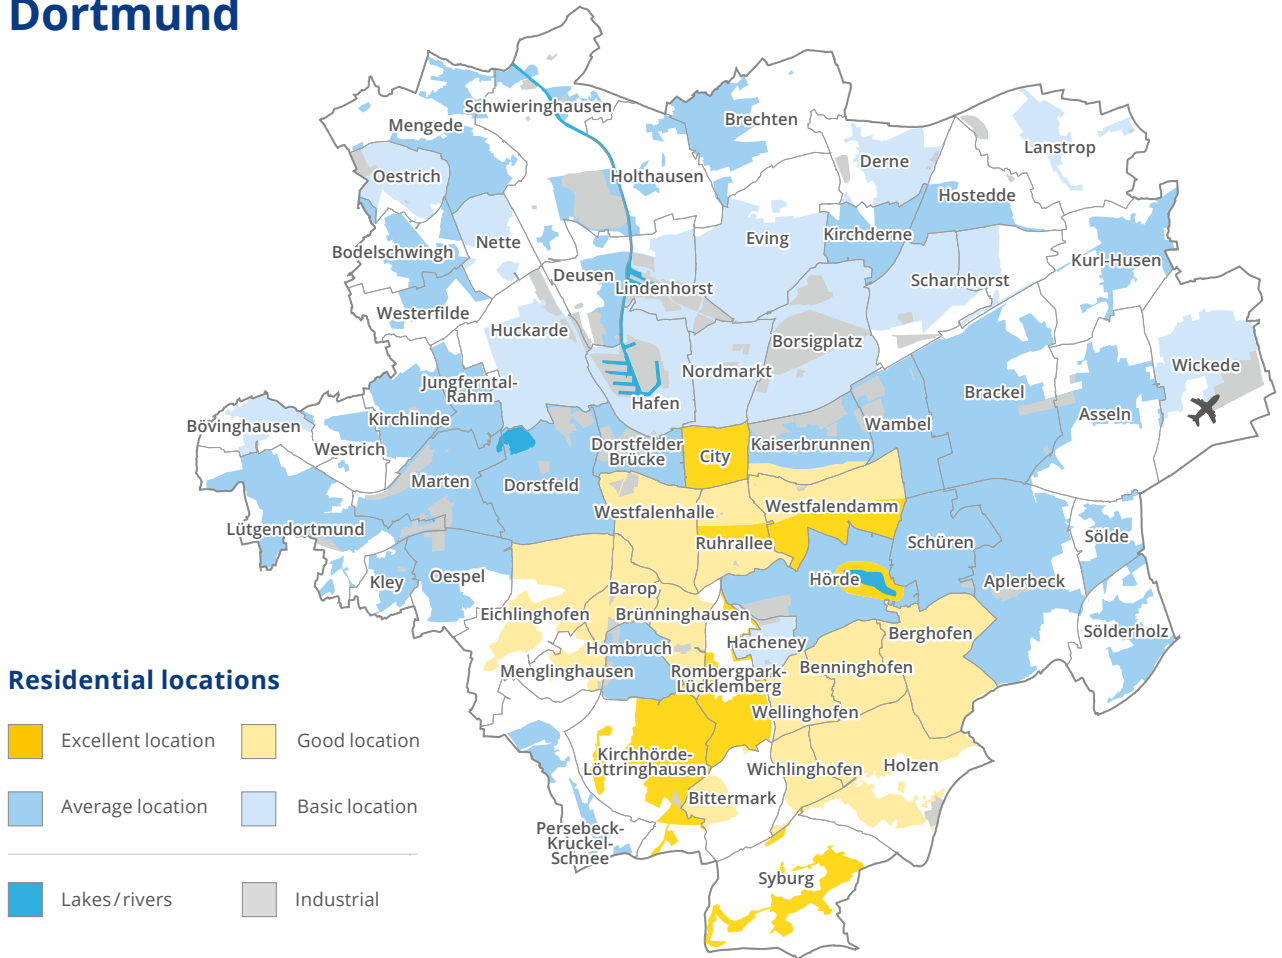 Dortmund
Schwieringhausen
Mengede
Brechten
Oestrich
Holthausen
Derne
Lanstrop
Hostedde
Bodelschwingh
Nette
Eving
Kirchderne
Kurl-Husen
Deusen
Lindenhorst
Scharnhorst
Westerfilde
Huckarde
Borsigplatz
Nordmarkt
Wickede
Jungferntal-
Rahm
Hafen
Brackel
Asseln
Bövinghausen
Kirchlinde
Westrich
Dorstfelder
Brücke
City
Kaiserbrunnen
Wambel
Marten
Dorstfeld
Westfalenhalle
Westfalendamm
Lütgendortmund
Ruhrallee
Schüren
Sölde
Kley
Oespel
Hörde
Aplerbeck
Barop
Eichlinghofen
Brünninghausen
Hacheney
Berghofen
Sölderholz
Hombruch
Menglinghausen
Rombergpark-
Lücklemberg
Benninghofen
Wellinghofen
Kirchhörde-
Löttringhausen
Wichlinghofen
Holzen
Bittermark
Persebeck-
Kruckel-
Schnee
Syburg
Residential locations
Excellent location
Good location
Average location
Basic location
Lakes/rivers
Industrial